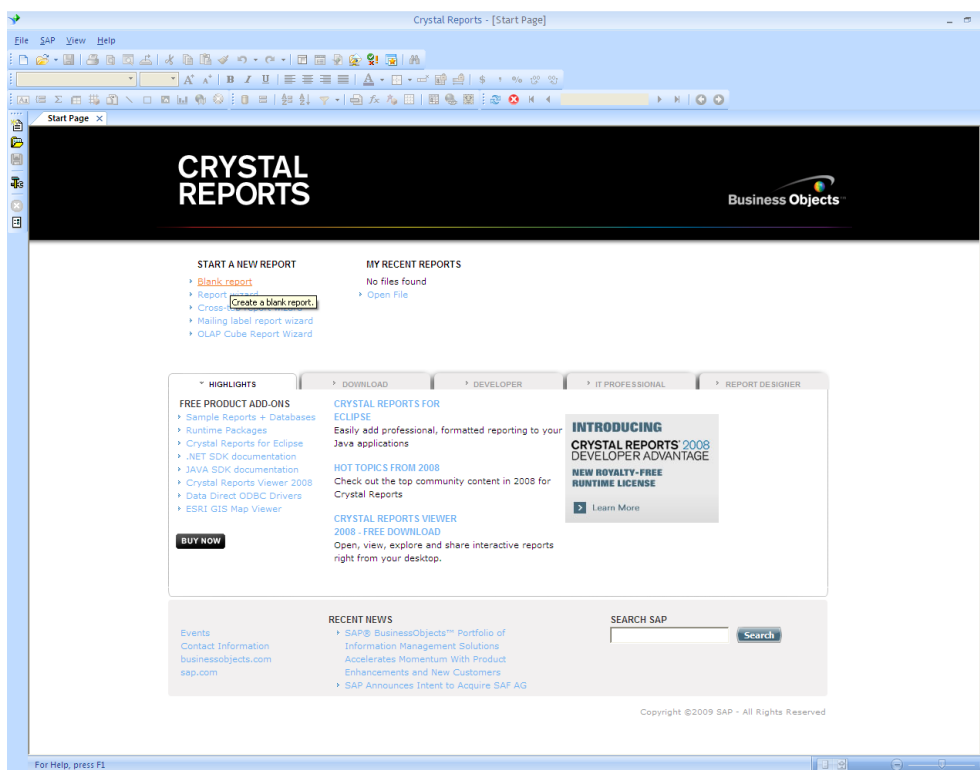 Crystal Reports - [Start Page]
File SAP View Help
Start Page
CRYSTAL
REPORTS
Business Objects™
START A NEW REPORT
Blank report
Report wizard
Create a blank report.
Mailing label report wizard
OLAP Cube Report Wizard
MY RECENT REPORTS
No files found
Open File
HIGHLIGHTS
DOWNLOAD
DEVELOPER
IT PROFESSIONAL
REPORT DESIGNER
FREE PRODUCT ADD-ONS
Sample Reports + Databases
Runtime Packages
Crystal Reports for Eclipse
.NET SDK documentation
JAVA SDK documentation
Crystal Reports Viewer 2008
Data Direct ODBC Drivers
ESRI GIS Map Viewer
BUY NOW
CRYSTAL REPORTS FOR
ECLIPSE
Easily add professional, formatted reporting to your
Java applications
HOT TOPICS FROM 2008
Check out the top community content in 2008 for
Crystal Reports
CRYSTAL REPORTS VIEWER
2008 - FREE DOWNLOAD
Open, view, explore and share interactive reports
right from your desktop.
INTRODUCING
CRYSTAL REPORTS® 2008
DEVELOPER ADVANTAGE
NEW ROYALTY-FREE
RUNTIME LICENSE
Learn More
Events
Contact Information
businessobjects.com
sap.com
RECENT NEWS
SAP® BusinessObjects™ Portfolio of
Information Management Solutions
Accelerates Momentum With Product
Enhancements and New Customers
SAP Announces Intent to Acquire SAF AG
SEARCH SAP
Search
Copyright ©2009 SAP - All Rights Reserved
For Help, press F1